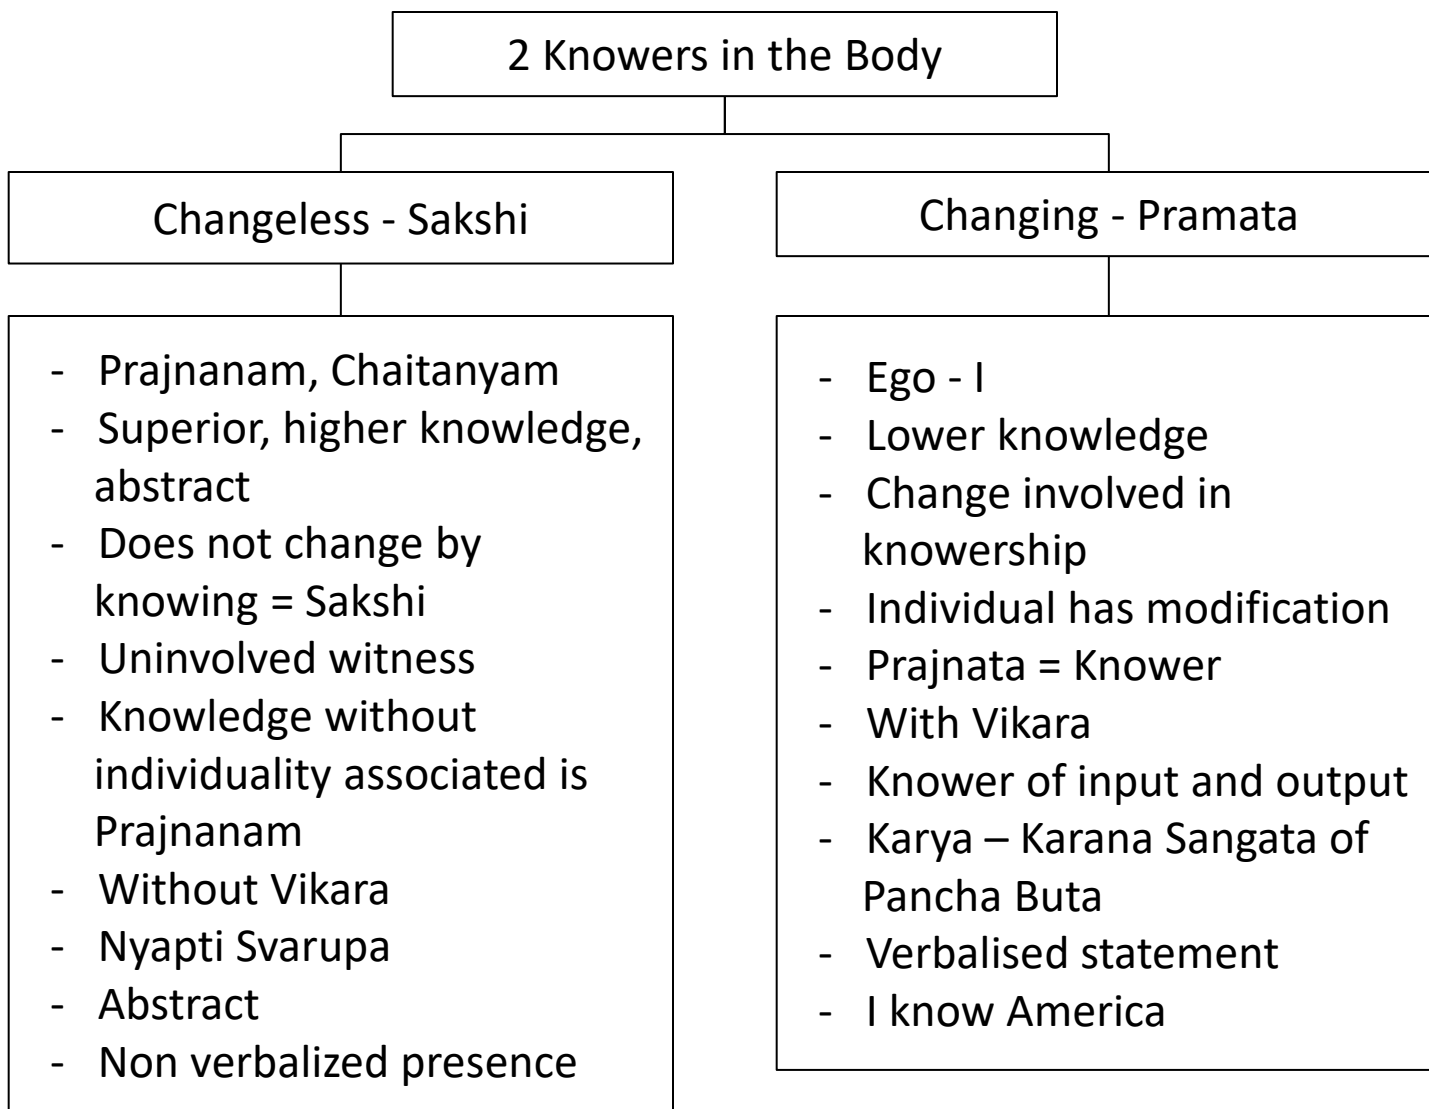 2 Knowers in the Body
Changeless - Sakshi
- Prajnanam, Chaitanyam
- Superior, higher knowledge,
abstract
- Does not change by
knowing = Sakshi
- Uninvolved witness
- Knowledge without
individuality associated is
Prajnanam
- Without Vikara
- Nyapti Svarupa
- Abstract
- Non verbalized presence
Changing - Pramata
- Ego - I
- Lower knowledge
- Change involved in
knowership
- Individual has modification
- Prajnata = Knower
- With Vikara
- Knower of input and output
- Karya – Karana Sangata of
Pancha Buta
- Verbalised statement
- I know America